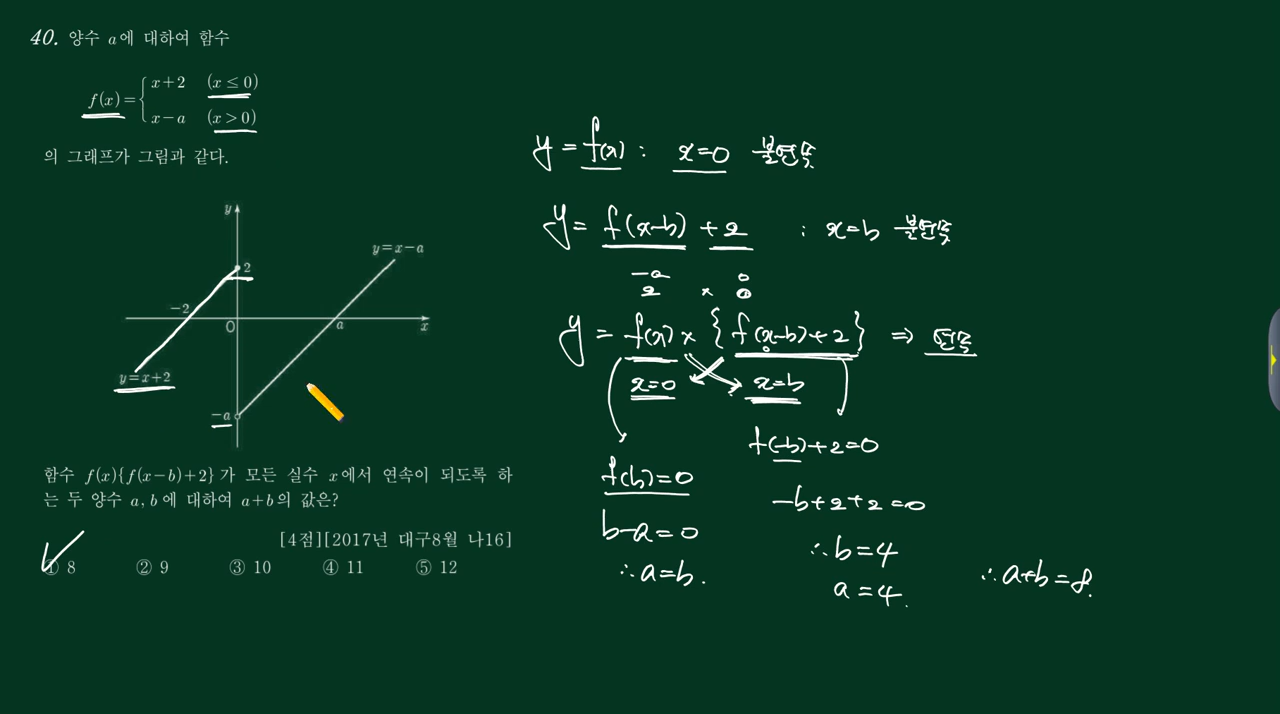 40. 양수 a에 대하여 함수
f(x)={ x+2 (x≤0)
x-a (x>0)
의 그래프가 그림과 같다.
y
y=x-a
2
-2
O
a
x
y=x+2
-a
함수 f(x){f(x-b)+2}가 모든 실수 x에서 연속이 되도록 하
는 두 양수 a, b에 대하여 a+b의 값은?
[4점][2017년 대구8월 나16]
① 8 ② 9 ③ 10 ④ 11 ⑤ 12
y = f(x) : x=0 불연속
y = f(x-b) + 2 : x=b 불연속
-a 0
2 × 0
y = f(x) × {f(x-b)+2} ⇒ 연속
x=0 x=b
f(-b)+2=0
f(b)=0
-b+2+2=0
b-a=0
∴ b=4
∴ a=b.
a=4.
∴ a+b=8.